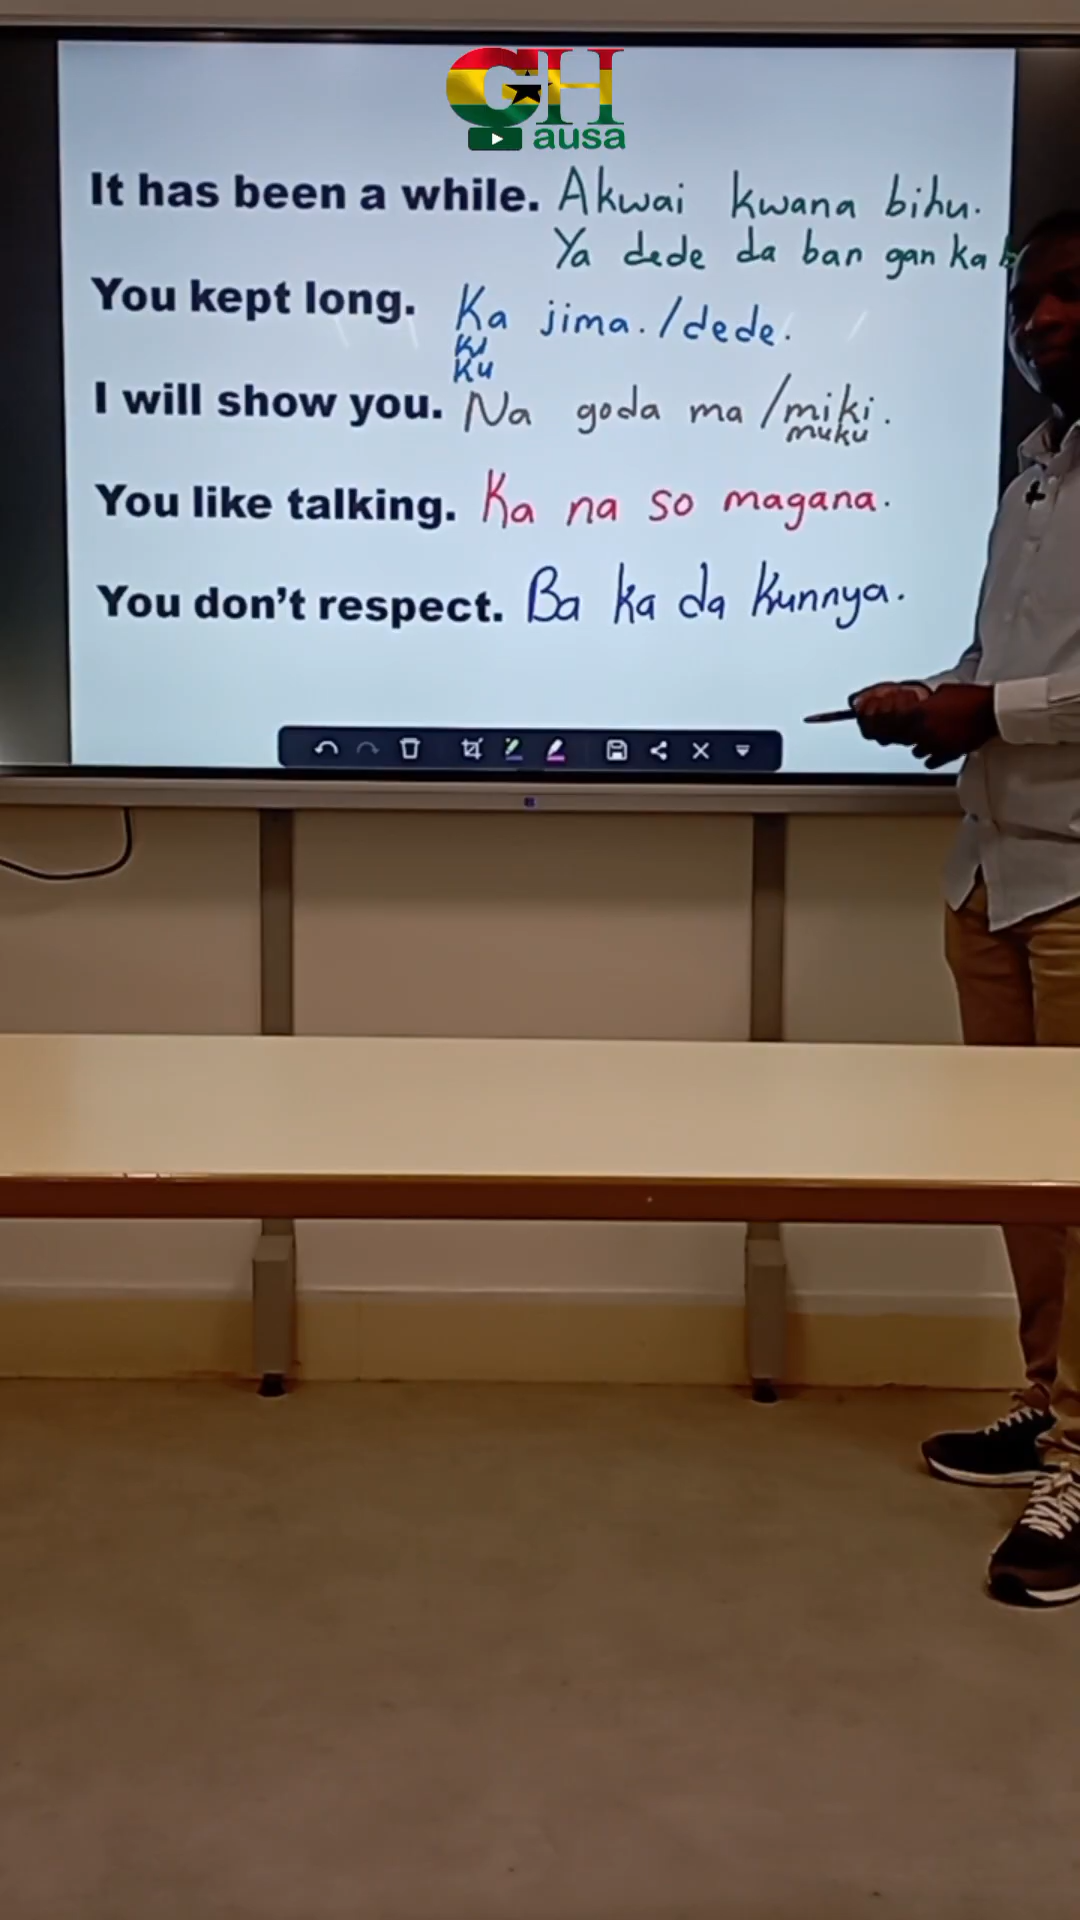 GH
ausa
It has been a while. Akwai kwana bihu.
Ya dede da ban gan ka
You kept long. Ka jima. / dede.
Ki
Ku
I will show you. Na goda ma / miki.
muku
You like talking. Ka na so magana.
You don't respect. Ba ka da kunnya.